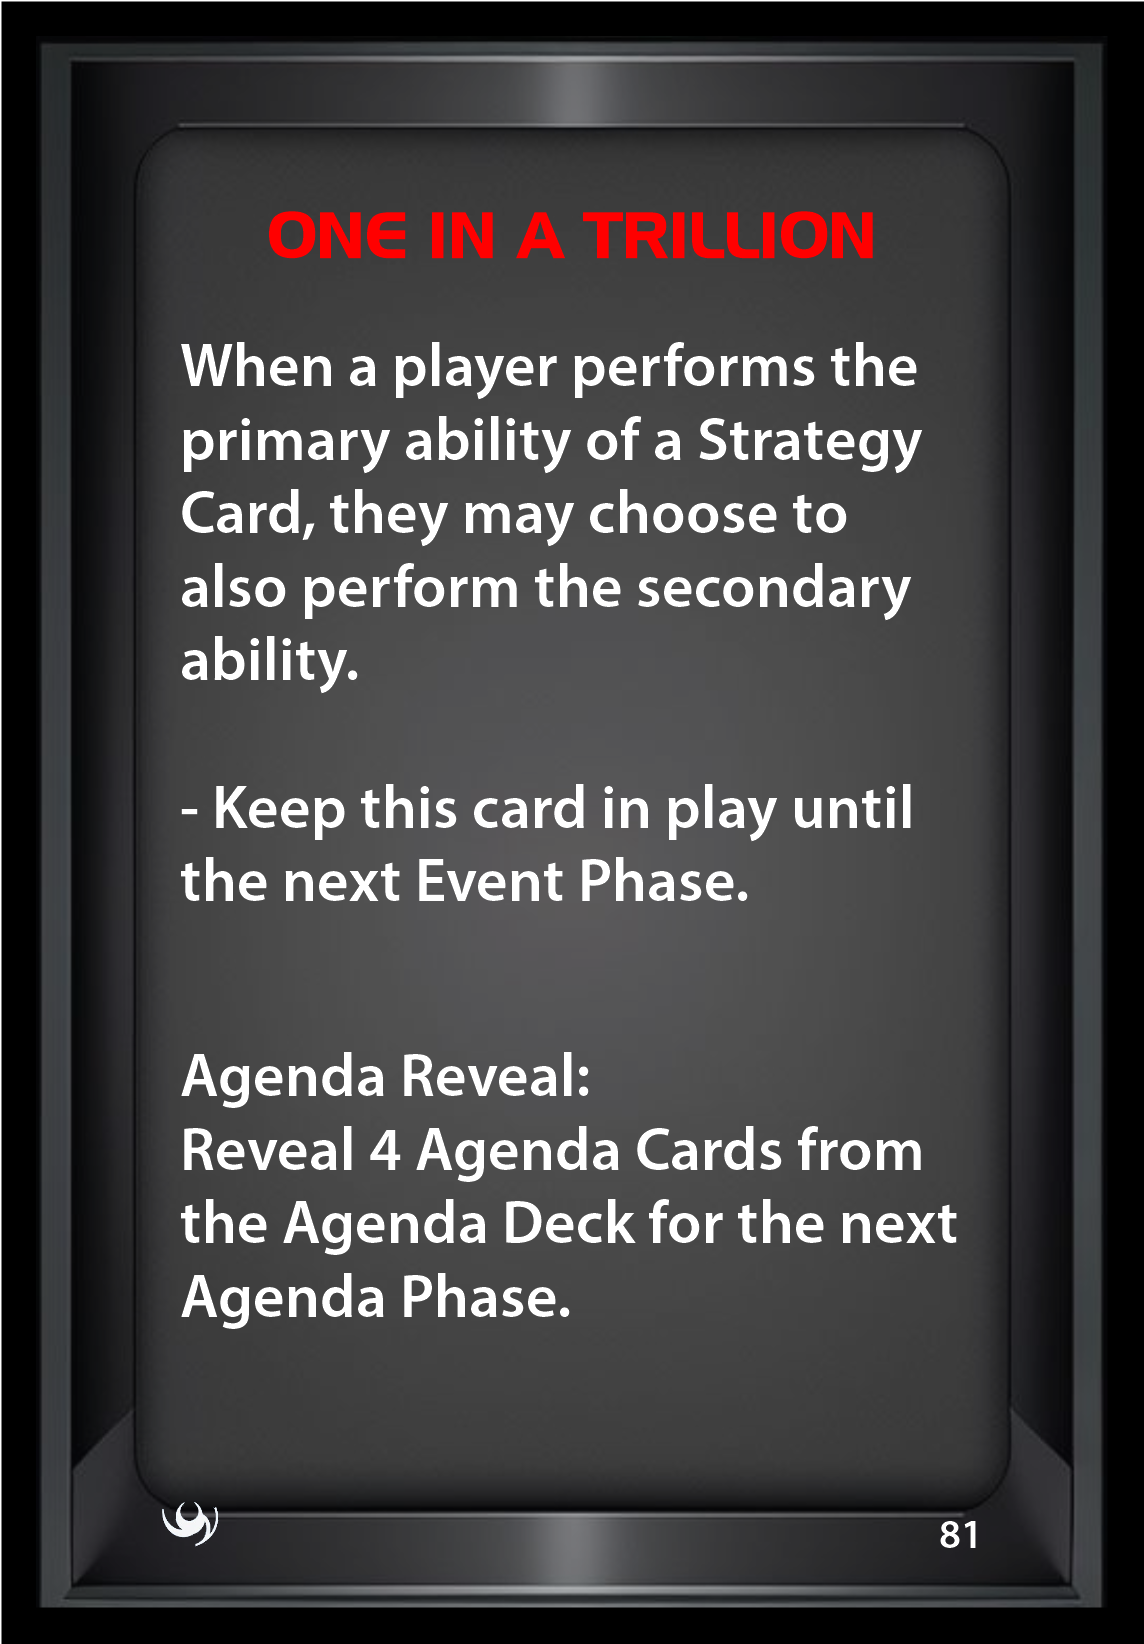 ONE IN A TRILLION
When a player performs the
primary ability of a Strategy
Card, they may choose to
also perform the secondary
ability.
- Keep this card in play until
the next Event Phase.
Agenda Reveal:
Reveal 4 Agenda Cards from
the Agenda Deck for the next
Agenda Phase.
81